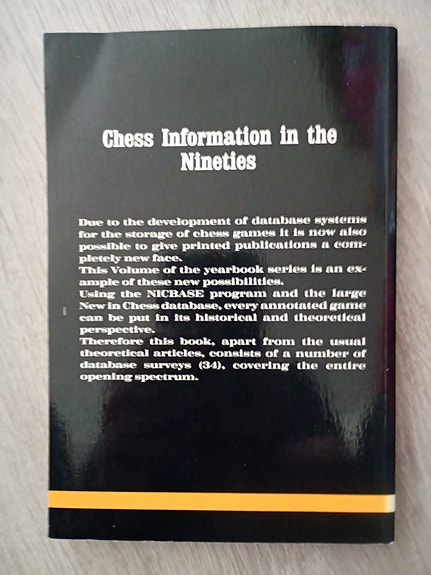 Chess Information in the
Nineties
Due to the development of database systems
for the storage of chess games it is now also
possible to give printed publications a com-
pletely new face.
This Volume of the yearbook series is an ex-
ample of these new possibilities.
Using the NICBASE program and the large
New in Chess database, every annotated game
can be put in its historical and theoretical
perspective.
Therefore this book, apart from the usual
theoretical articles, consists of a number of
database surveys (34), covering the entire
opening spectrum.